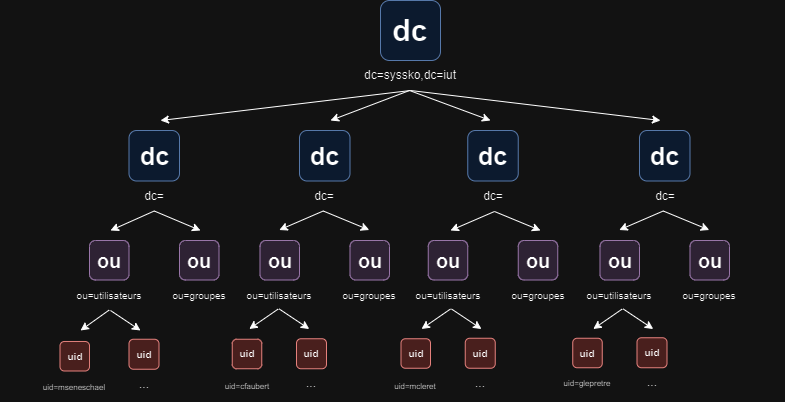 dc
dc=syssko,dc=iut
dc dc dc dc
dc= dc= dc= dc=
ou ou ou ou ou ou ou ou
ou=utilisateurs ou=groupes ou=utilisateurs ou=groupes ou=utilisateurs ou=groupes ou=utilisateurs ou=groupes
uid uid uid uid uid uid uid uid
uid=mseneschael ... uid=cfaubert ... uid=mcleret ... uid=glepretre ...